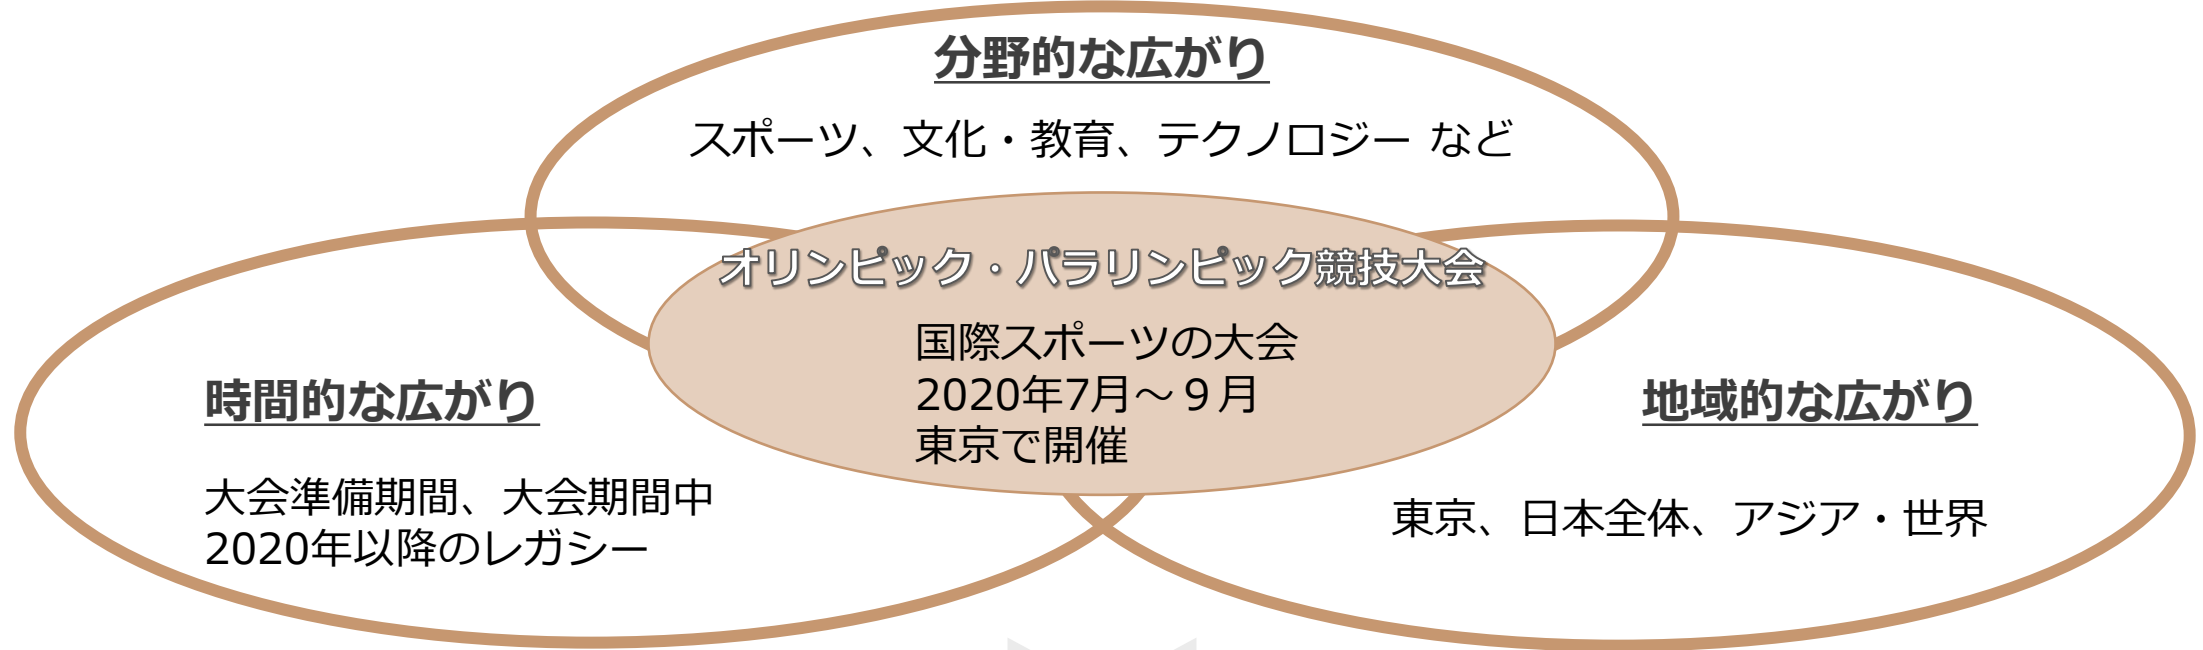 分野的な広がり
スポーツ、文化・教育、テクノロジー など
オリンピック・パラリンピック競技大会
国際スポーツの大会
2020年7月～９月
東京で開催
時間的な広がり
大会準備期間、大会期間中
2020年以降のレガシー
地域的な広がり
東京、日本全体、アジア・世界